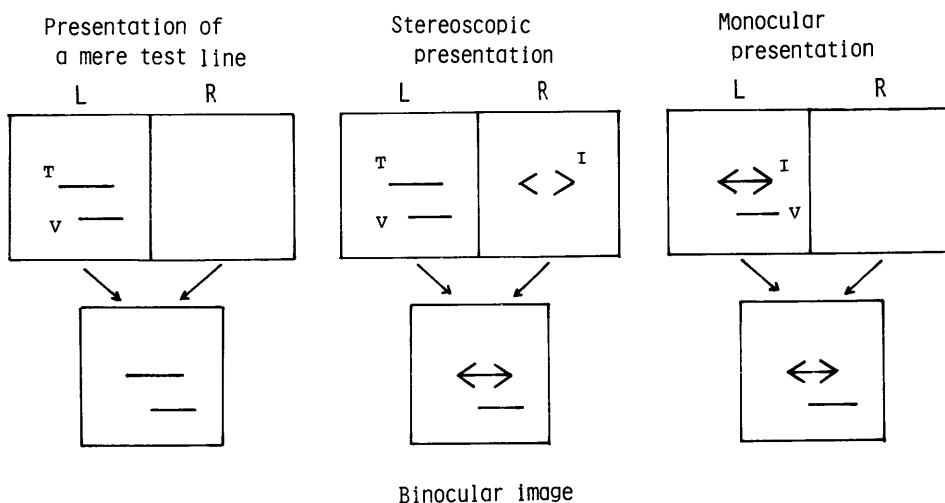 Presentation of
a mere test line
L R
T
V
Stereoscopic
presentation
L R
T
I
V
Monocular
presentation
L R
I
V
Binocular image